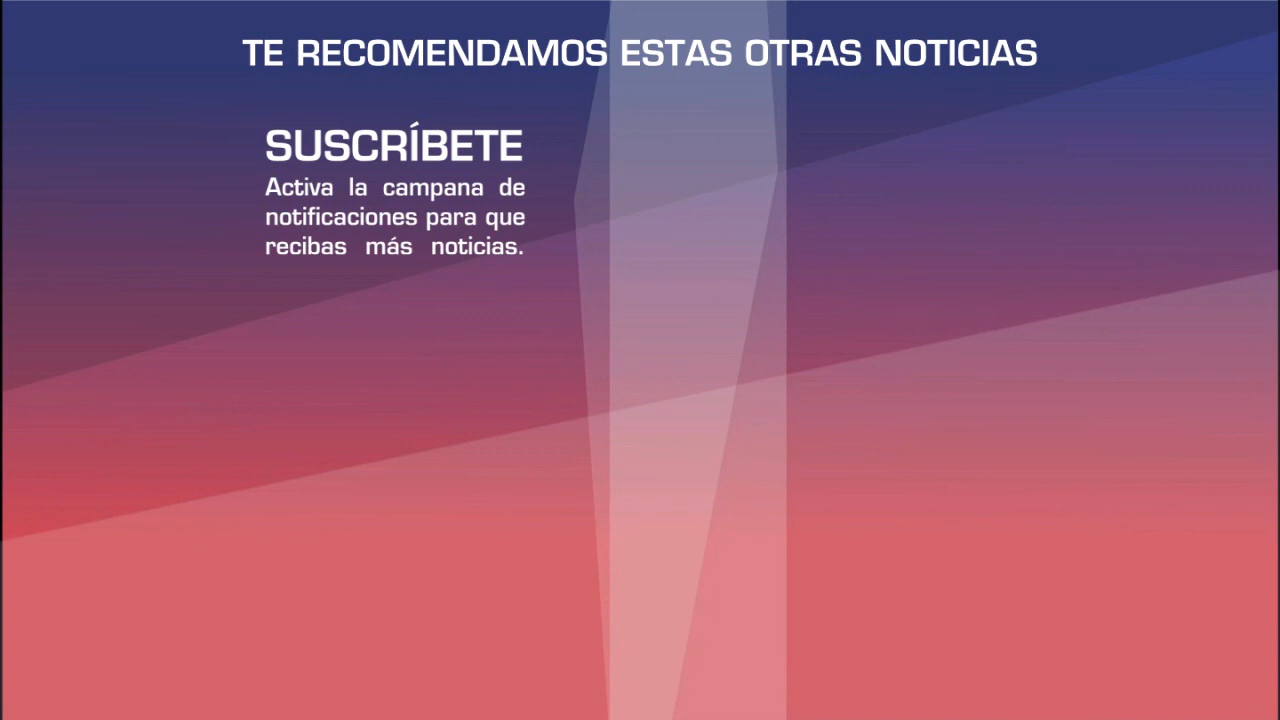 TE RECOMENDAMOS ESTAS OTRAS NOTICIAS
SUSCRÍBETE
Activa la campana de
notificaciones para que
recibas más noticias.